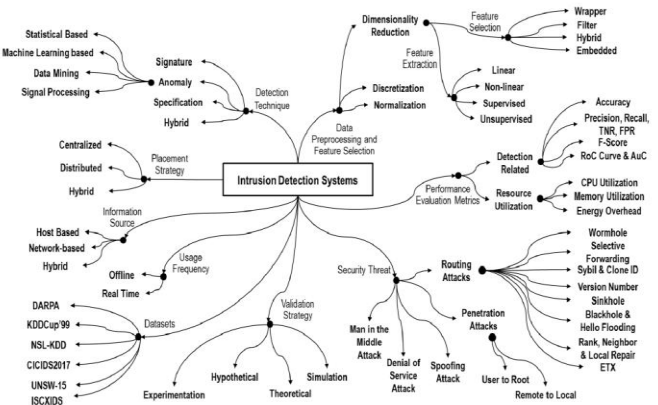 Statistical Based
Machine Learning based
Data Mining
Signal Processing
Signature
Anomaly
Specification
Hybrid
Detection
Technique
Dimensionality
Reduction
Feature
Selection
Wrapper
Filter
Hybrid
Embedded
Feature
Extraction
Linear
Non-linear
Supervised
Unsupervised
Discretization
Normalization
Data
Preprocessing and
Feature Selection
Centralized
Distributed
Hybrid
Placement
Strategy
Intrusion Detection Systems
Performance
Evaluation Metrics
Detection
Related
Accuracy
Precision, Recall,
TNR, FPR
F-Score
RoC Curve & AuC
Resource
Utilization
CPU Utilization
Memory Utilization
Energy Overhead
Information
Source
Host Based
Network-based
Hybrid
Usage
Frequency
Offline
Real Time
Datasets
DARPA
KDDCup'99
NSL-KDD
CICIDS2017
UNSW-15
ISCXIDS
Validation
Strategy
Experimentation
Hypothetical
Theoretical
Simulation
Security Threat
Man in the
Middle
Attack
Denial of
Service
Attack
Spoofing
Attack
Penetration
Attacks
User to Root
Remote to Local
Routing
Attacks
Wormhole
Selective
Forwarding
Sybil & Clone ID
Version Number
Sinkhole
Blackhole &
Hello Flooding
Rank, Neighbor
& Local Repair
ETX